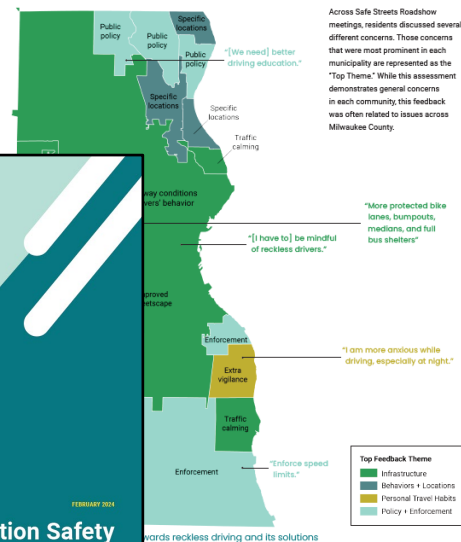 Across Safe Streets Roadshow
meetings, residents discussed several
different concerns. Those concerns
that were most prominent in each
municipality are represented as the
"Top Theme." While this assessment
demonstrates general concerns
in each community, this feedback
was often related to issues across
Milwaukee County.
Specific
locations
Public
policy
Public
policy
Public
policy
"[We need] better
driving education."
Specific
locations
Specific
locations
Traffic
calming
conditions
behavior
"More protected bike
lanes, bumpouts,
medians, and full
bus shelters"
"[I have to] be mindful
of reckless drivers."
Enforcement
"I am more anxious while
driving, especially at night."
Extra
vigilance
Traffic
calming
Enforcement
"Enforce speed
limits."
Top Feedback Theme
Infrastructure
Behaviors + Locations
Personal Travel Habits
Policy + Enforcement
FEBRUARY 2024
tion Safety
wards reckless driving and its solutions